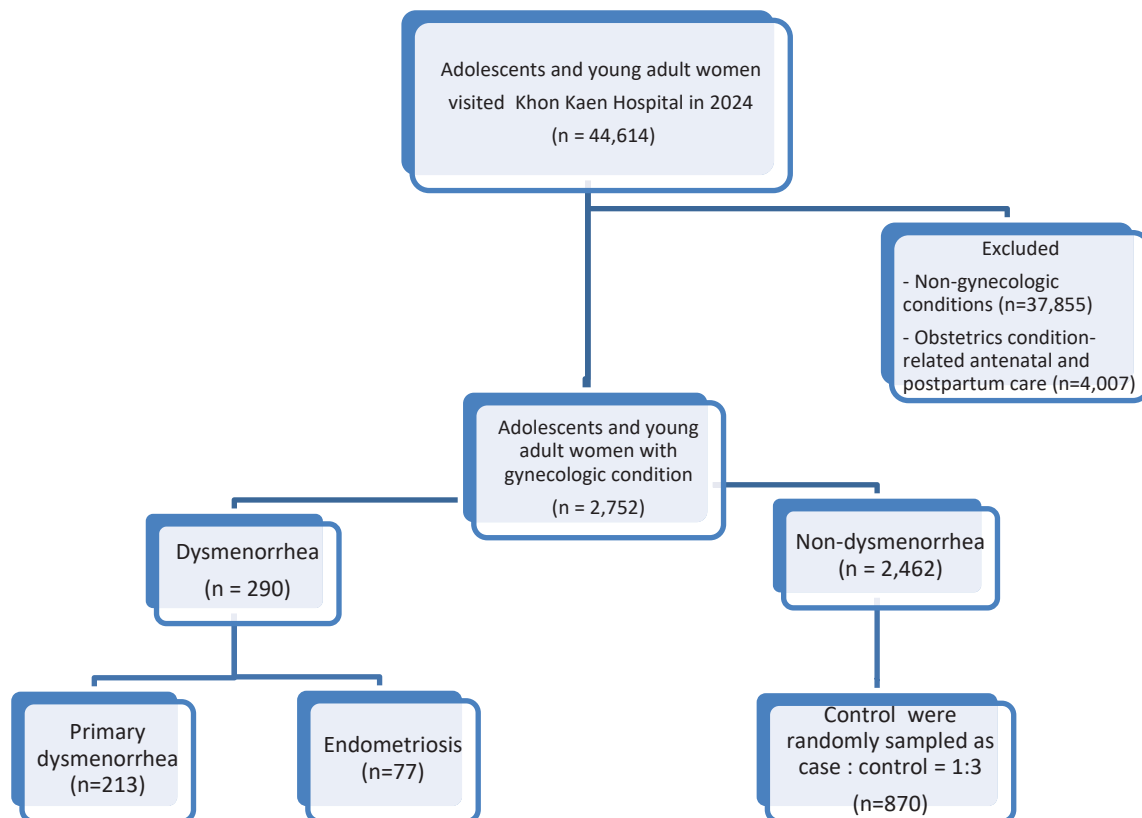 Adolescents and young adult women
visited Khon Kaen Hospital in 2024
(n = 44,614)
Excluded
- Non-gynecologic
conditions (n=37,855)
- Obstetrics condition-
related antenatal and
postpartum care (n=4,007)
Adolescents and young
adult women with
gynecologic condition
(n = 2,752)
Dysmenorrhea
(n = 290)
Non-dysmenorrhea
(n = 2,462)
Primary
dysmenorrhea
(n=213)
Endometriosis
(n=77)
Control were
randomly sampled as
case : control = 1:3
(n=870)